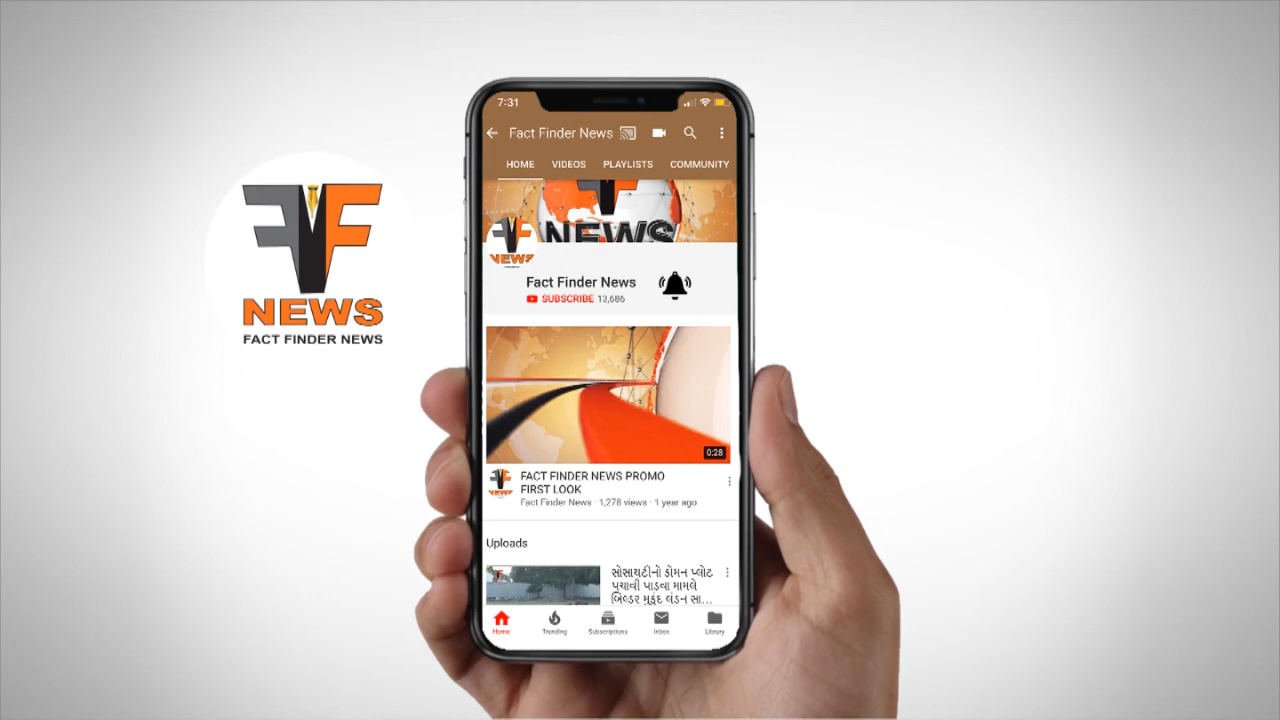 7:31
Fact Finder News
HOME VIDEOS PLAYLISTS COMMUNITY
NEWS
NEWS
Fact Finder News
SUBSCRIBE 13,686
NEWS
FACT FINDER NEWS
0:28
FACT FINDER NEWS PROMO
FIRST LOOK
Fact Finder News · 1,278 views · 1 year ago
Uploads
સોસાયટીનો કોમન પ્લોટ
પચાવી પાડવા મામલે
બિલ્ડર મુકુંદ લંડન સા...
Home Trending Subscriptions Inbox Library